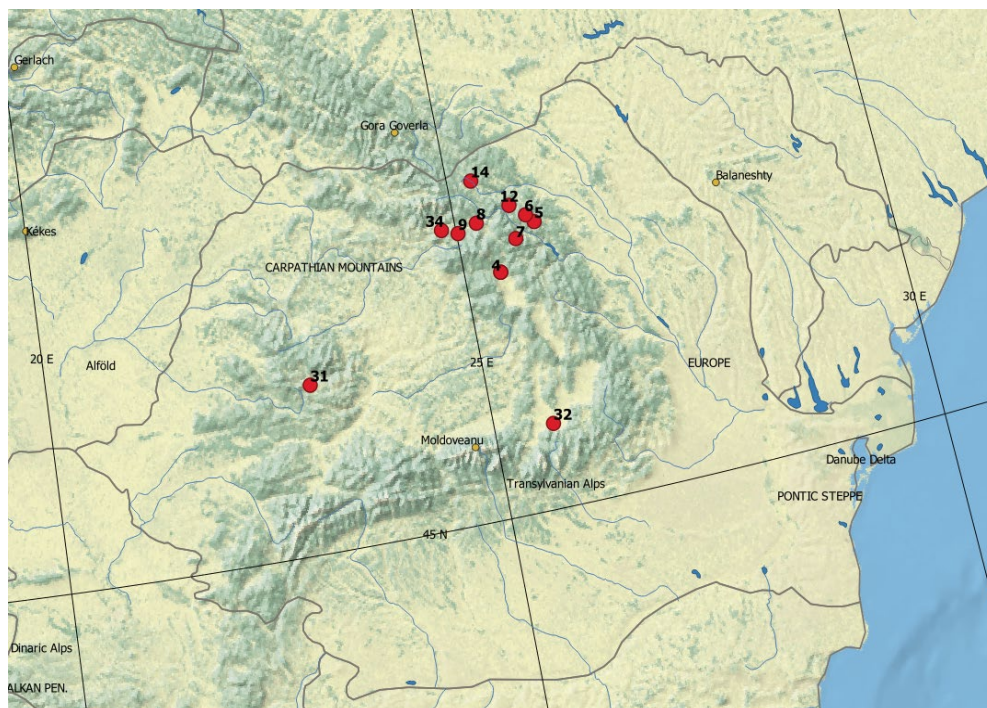 Gerlach
Gora Goverla
14
Balaneshty
12
6
5
34
9
8
7
Kékes
4
CARPATHIAN MOUNTAINS
30 E
20 E
Alföld
25 E
EUROPE
31
32
Moldoveanu
Danube Delta
Transylvanian Alps
PONTIC STEPPE
45 N
Dinaric Alps
ALKAN PEN.